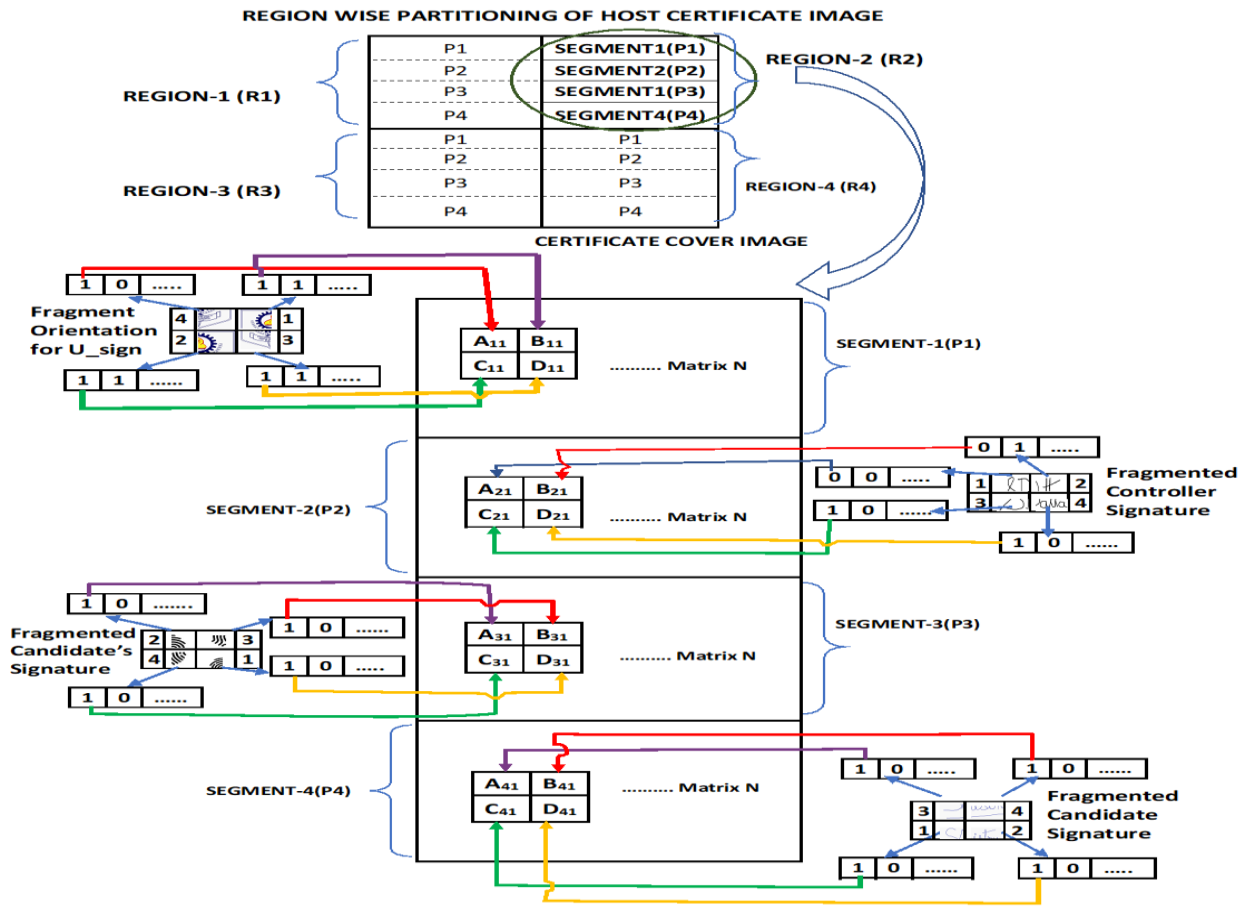 REGION WISE PARTITIONING OF HOST CERTIFICATE IMAGE
P1 SEGMENT1(P1)
REGION-2 (R2)
P2 SEGMENT2(P2)
REGION-1 (R1)
P3 SEGMENT1(P3)
P4 SEGMENT4(P4)
P1 P1
P2 P2
REGION-3 (R3)
P3 P3
REGION-4 (R4)
P4 P4
CERTIFICATE COVER IMAGE
1 0 .....
1 1 .....
Fragment
Orientation
for U_sign
4 1
2 3
1 1 ......
1 1 .....
A11 B11
C11 D11
.......... Matrix N
SEGMENT-1(P1)
SEGMENT-2(P2)
A21 B21
C21 D21
.......... Matrix N
0 1 .....
0 0 .....
1 0 ......
1 2
3 4
1 0 ......
Fragmented
Controller
Signature
1 0 .......
1 0 ......
Fragmented
Candidate's
Signature
2 3
4 1
1 0 ......
1 0 ......
A31 B31
C31 D31
.......... Matrix N
SEGMENT-3(P3)
SEGMENT-4(P4)
A41 B41
C41 D41
.......... Matrix N
1 0 .....
1 0 ......
3 4
1 2
Fragmented
Candidate
Signature
1 0 ......
1 0 .....